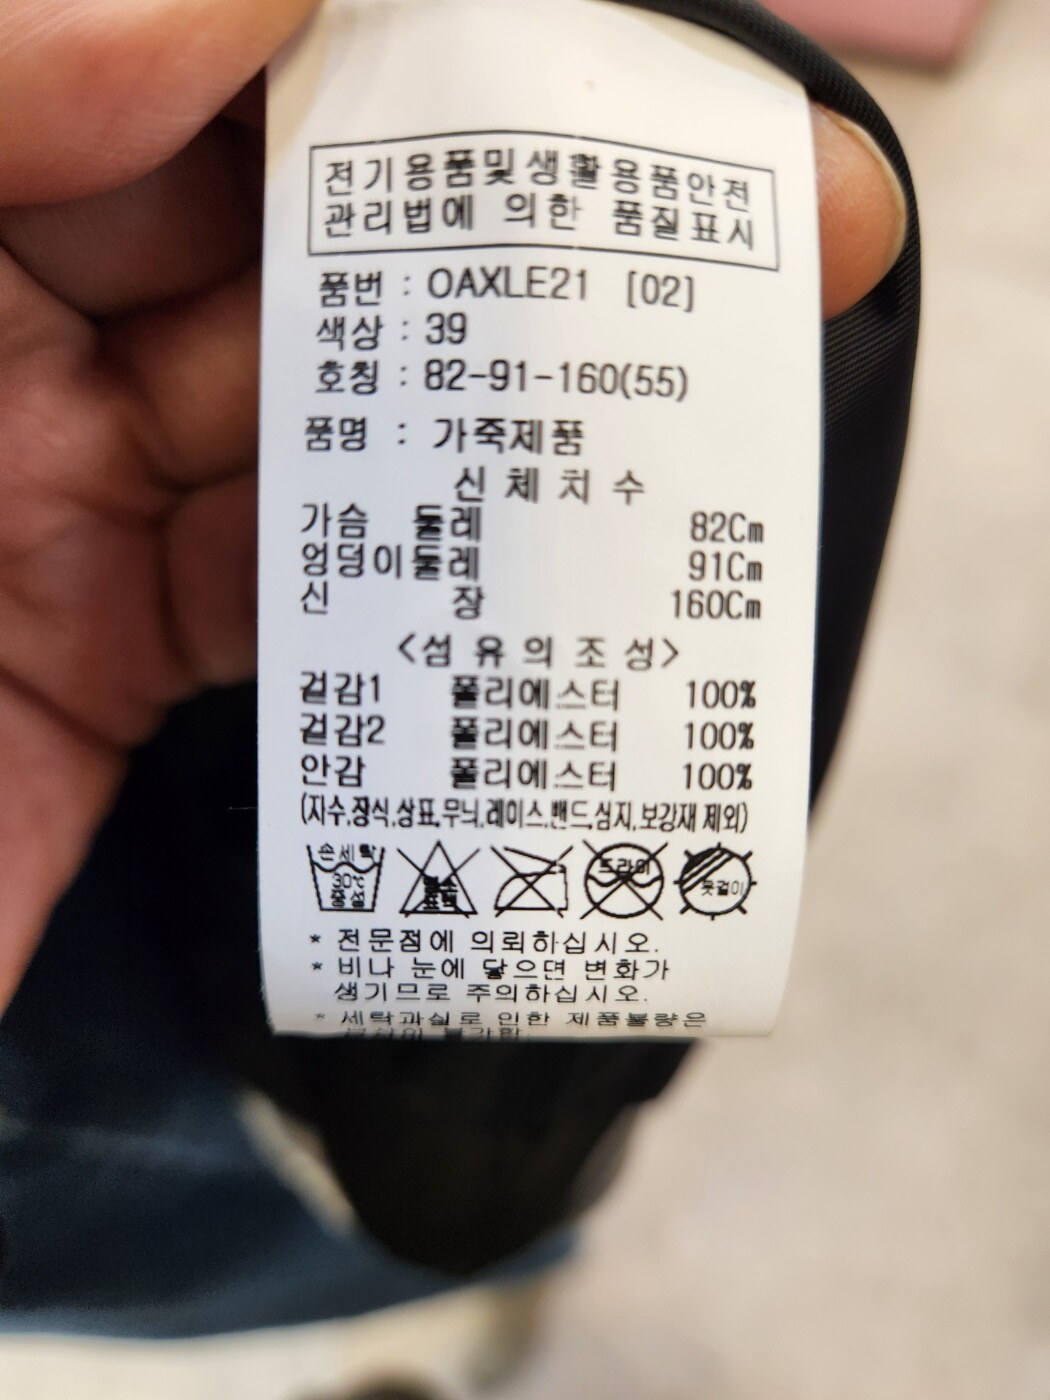 전기용품및생활용품안전
관리법에 의한 품질표시
품번 : OAXLE21 [02]
색상 : 39
호칭 : 82-91-160(55)
품명 : 가죽제품
신체치수
가슴 둘레 82Cm
엉덩이둘레 91Cm
신 장 160Cm
<섬유의조성>
겉감1 폴리에스터 100%
겉감2 폴리에스터 100%
안감 폴리에스터 100%
(자수,장식,상표,무늬,레이스,밴드,심지,보강재 제외)
손세탁 30℃ 중성 염소 표백 드라이 옷걸이
* 전문점에 의뢰하십시오.
* 비나 눈에 닿으면 변화가
생기므로 주의하십시오.
* 세탁과실로 인한 제품불량은